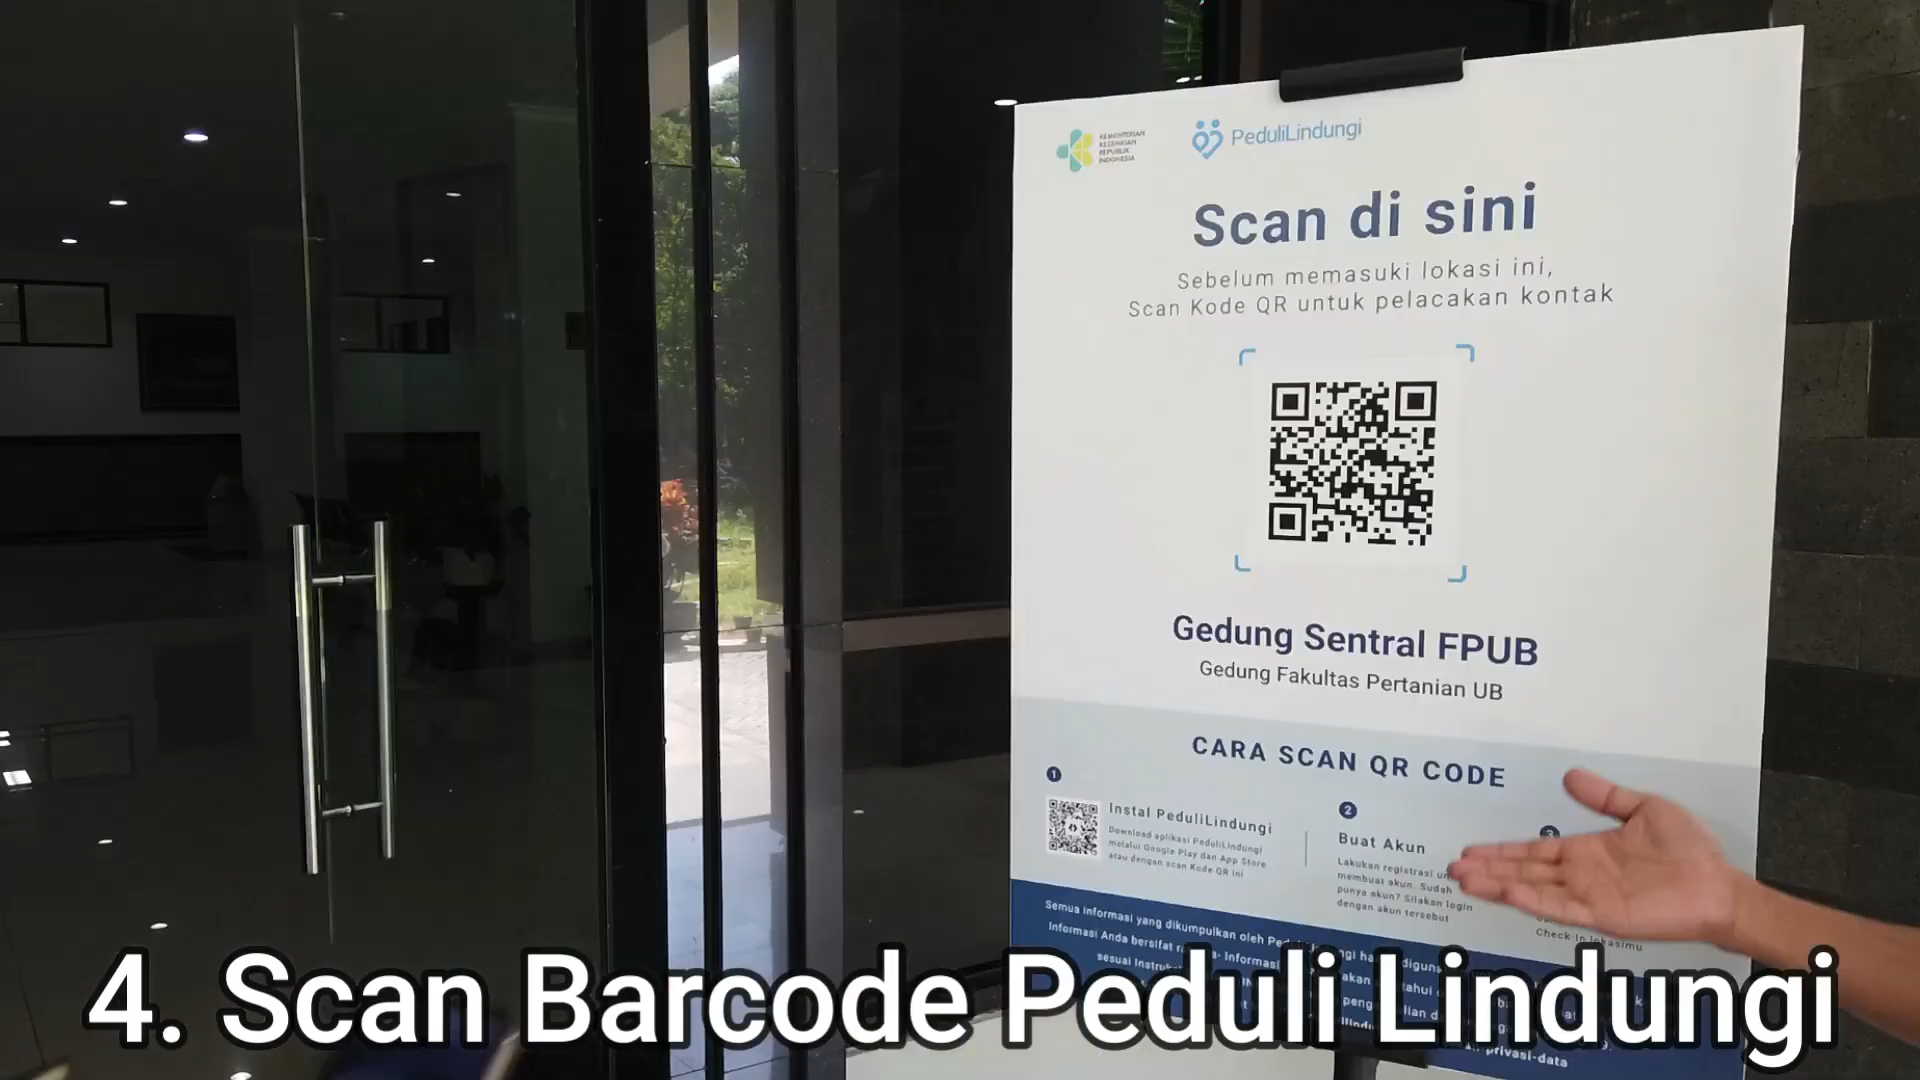 KEMENTERIAN
KESEHATAN
REPUBLIK
INDONESIA
PeduliLindungi
Scan di sini
Sebelum memasuki lokasi ini,
Scan Kode QR untuk pelacakan kontak
Gedung Sentral FPUB
Gedung Fakultas Pertanian UB
CARA SCAN QR CODE
1
Instal PeduliLindungi
Download aplikasi PeduliLindungi
melalui Google Play dan App Store
atau dengan scan Kode QR ini
2
Buat Akun
Lakukan registrasi
membuat akun. Sudah
punya akun? Silakan login
dengan akun tersebut
3
Check-In lokasimu
Semua informasi yang dikumpulkan oleh
Informasi Anda bersifat
sesuai
privasi-data
4. Scan Barcode Peduli Lindungi